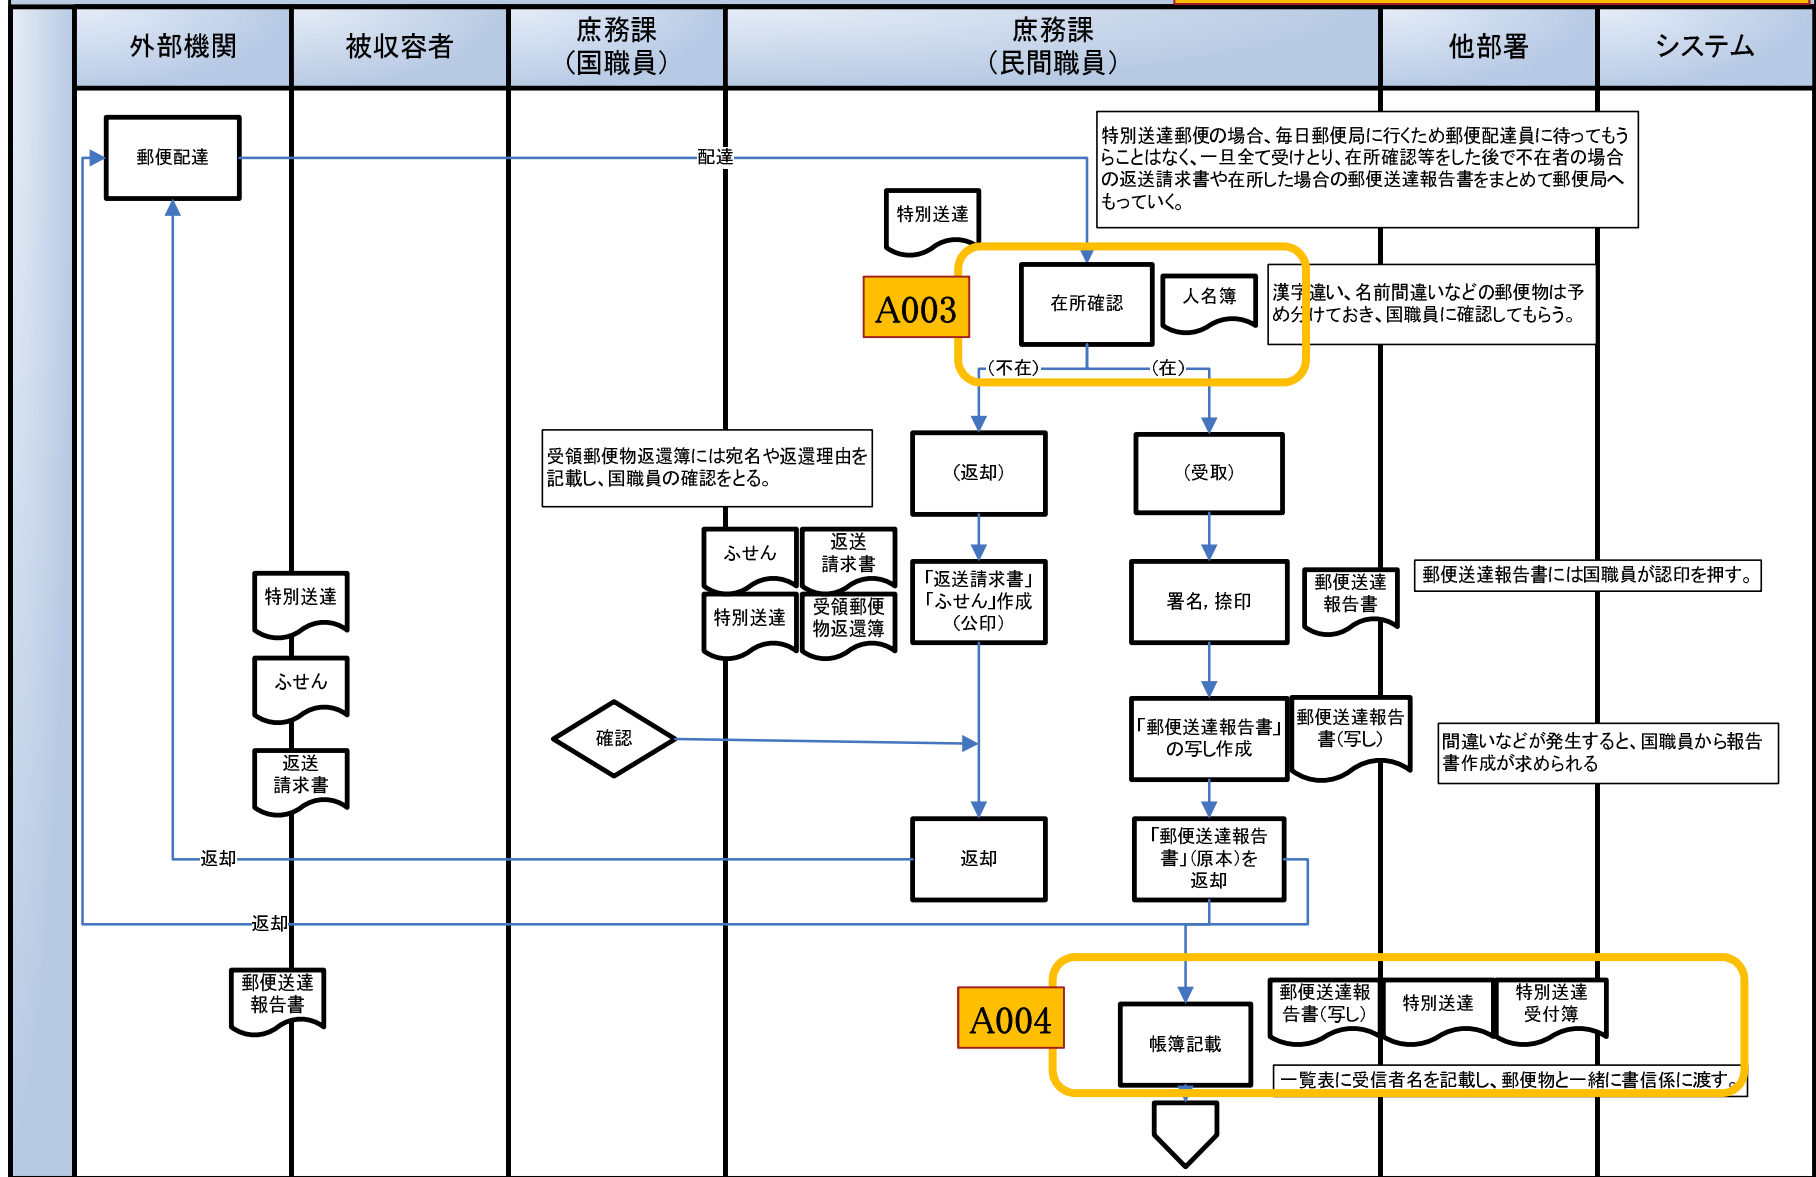 外部機関
被収容者
庶務課
（国職員）
庶務課
（民間職員）
他部署
システム
郵便配達
配達
特別送達郵便の場合、毎日郵便局に行くため郵便配達員に待ってもう
らことはなく、一旦全て受けとり、在所確認等をした後で不在者の場合
の返送請求書や在所した場合の郵便送達報告書をまとめて郵便局へ
もっていく。
特別送達
A003
在所確認
人名簿
漢字違い、名前間違いなどの郵便物は予
め分けておき、国職員に確認してもらう。
（不在）
（在）
受領郵便物返還簿には宛名や返還理由を
記載し、国職員の確認をとる。
（返却）
（受取）
ふせん
返送
請求書
特別送達
受領郵便
物返還簿
「返送請求書」
「ふせん」作成
（公印）
署名，捺印
郵便送達
報告書
郵便送達報告書には国職員が認印を押す。
特別送達
ふせん
返送
請求書
確認
「郵便送達報告書」
の写し作成
郵便送達報告
書（写し）
間違いなどが発生すると、国職員から報告
書作成が求められる
返却
返却
「郵便送達報告
書」（原本）を
返却
返却
郵便送達
報告書
A004
帳簿記載
郵便送達報
告書（写し）
特別送達
特別送達
受付簿
一覧表に受信者名を記載し、郵便物と一緒に書信係に渡す。